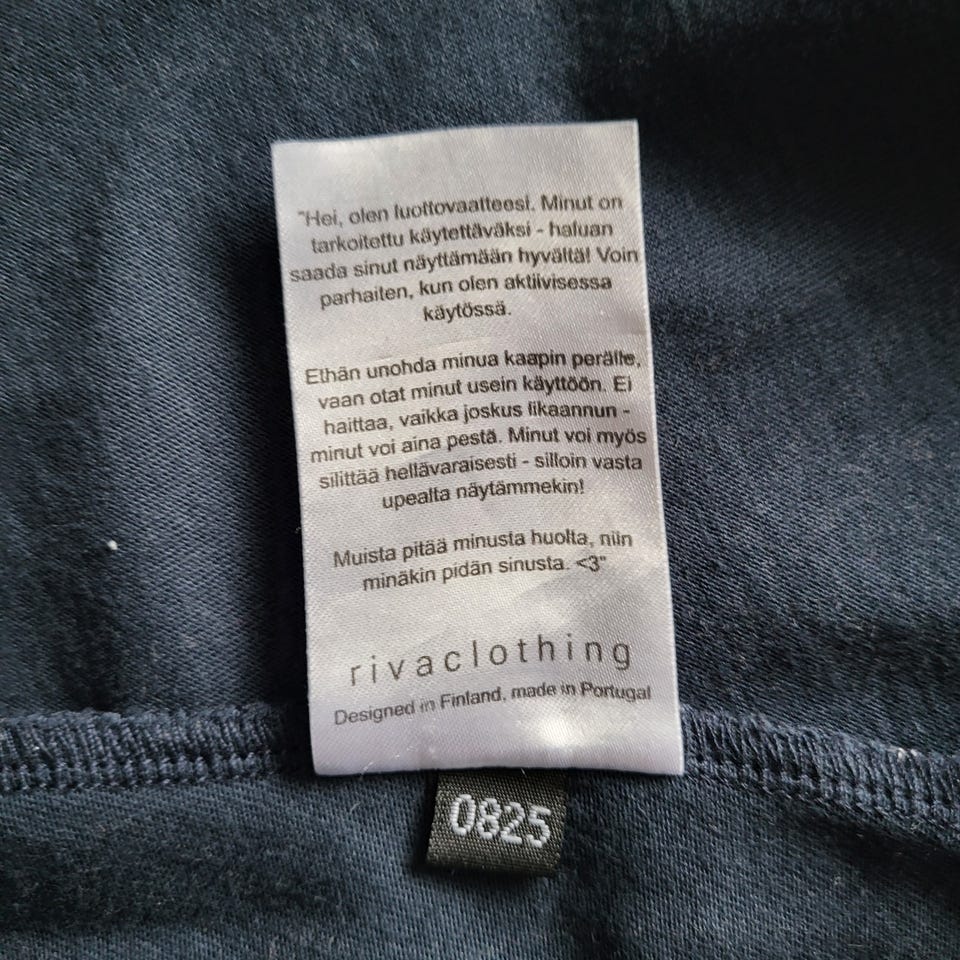 "Hei, olen luottovaatteesi. Minut on
tarkoitettu käytettäväksi - haluan
saada sinut näyttämään hyvältä! Voin
parhaiten, kun olen aktiivisessa
käytössä.
Ethän unohda minua kaapin perälle,
vaan otat minut usein käyttöön. Ei
haittaa, vaikka joskus likaannun -
minut voi aina pestä. Minut voi myös
silittää hellävaraisesti - silloin vasta
upealta näytämmekin!
Muista pitää minusta huolta, niin
minäkin pidän sinusta. <3"
rivaclothing
Designed in Finland, made in Portugal
0825